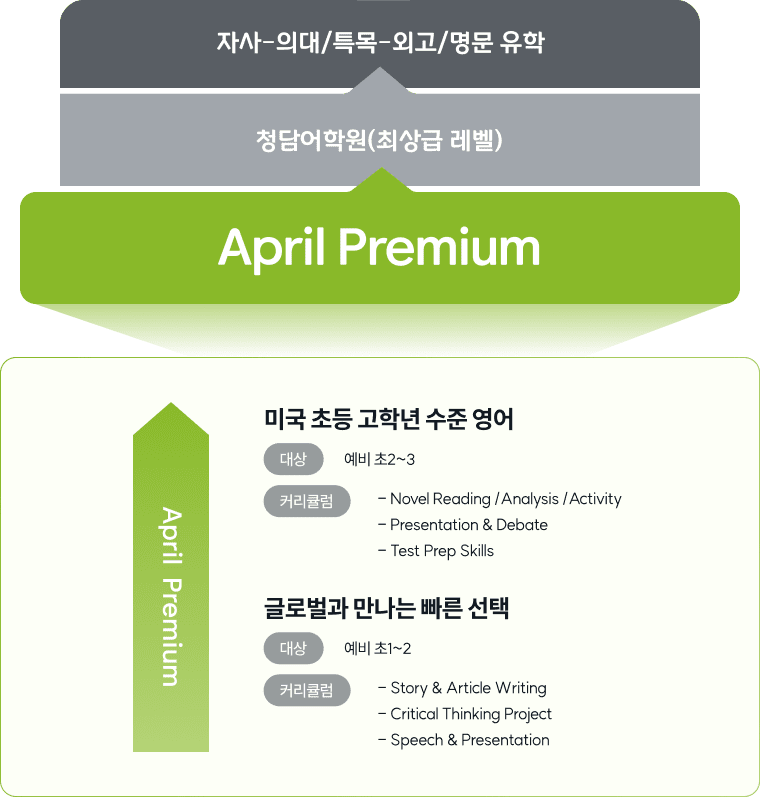 자사-의대/특목-외고/명문 유학
청담어학원(최상급 레벨)
April Premium
April Premium
미국 초등 고학년 수준 영어
대상 예비 초2~3
커리큘럼 - Novel Reading /Analysis /Activity
- Presentation & Debate
- Test Prep Skills
글로벌과 만나는 빠른 선택
대상 예비 초1~2
커리큘럼 - Story & Article Writing
- Critical Thinking Project
- Speech & Presentation